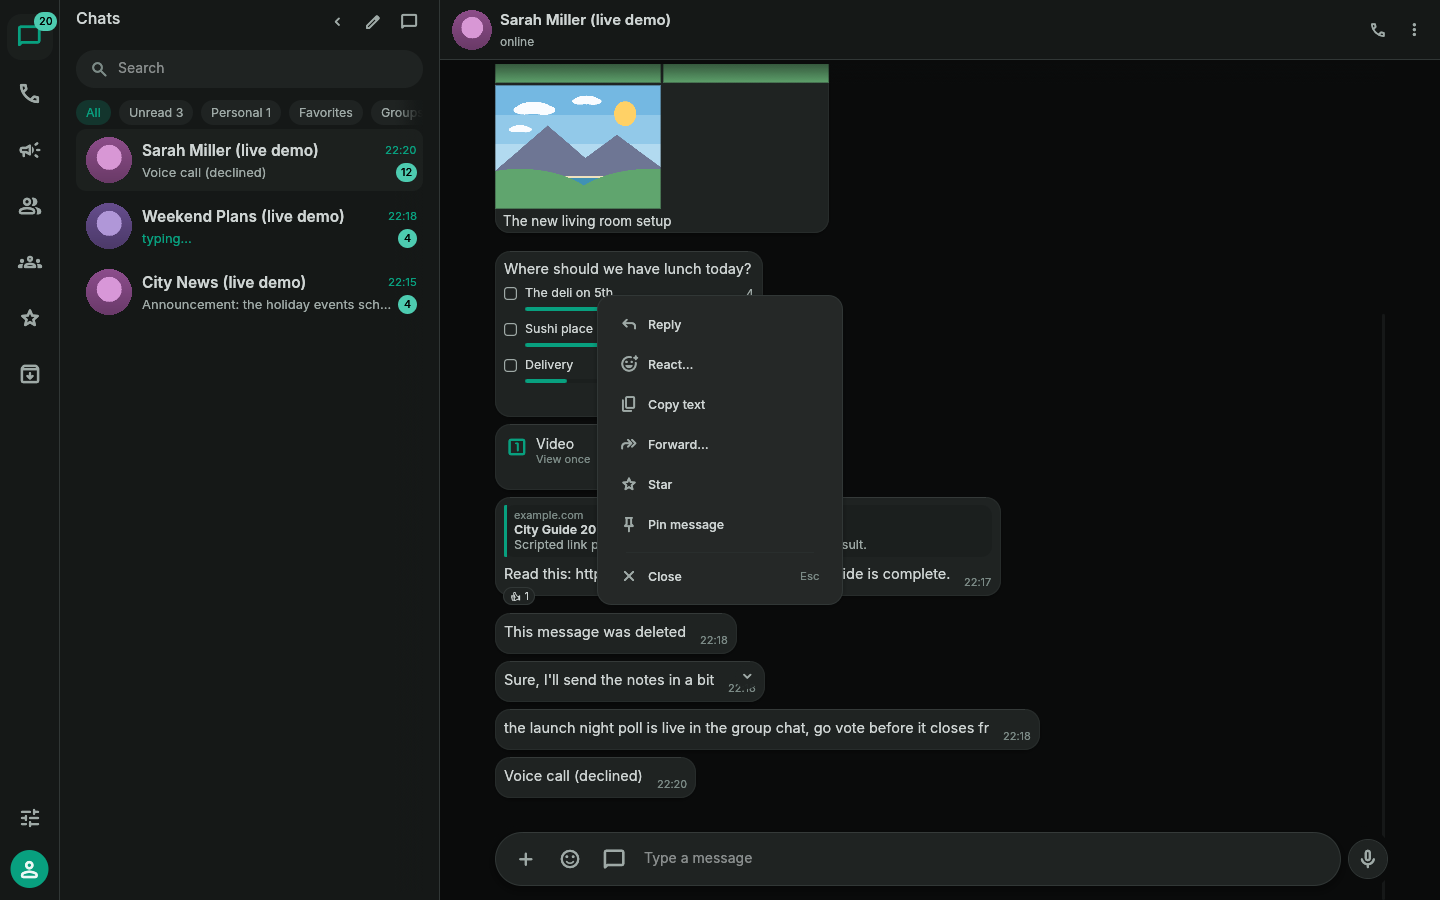 20
Chats
Search
All
Unread 3
Personal 1
Favorites
Sarah Miller (live demo)
22:20
Voice call (declined)
12
Weekend Plans (live demo)
22:18
typing...
4
City News (live demo)
22:15
Announcement: the holiday events sch...
4
Sarah Miller (live demo)
online
The new living room setup
Where should we have lunch today?
The deli on 5th
4
Sushi place
Delivery
1
Video
View once
example.com
City Guide 20
Scripted link p
sult.
Read this: http
ide is complete.
22:17
👍 1
Reply
React...
Copy text
Forward...
Star
Pin message
Close
Esc
This message was deleted
22:18
Sure, I'll send the notes in a bit
the launch night poll is live in the group chat, go vote before it closes fr
22:18
Voice call (declined)
22:20
Type a message